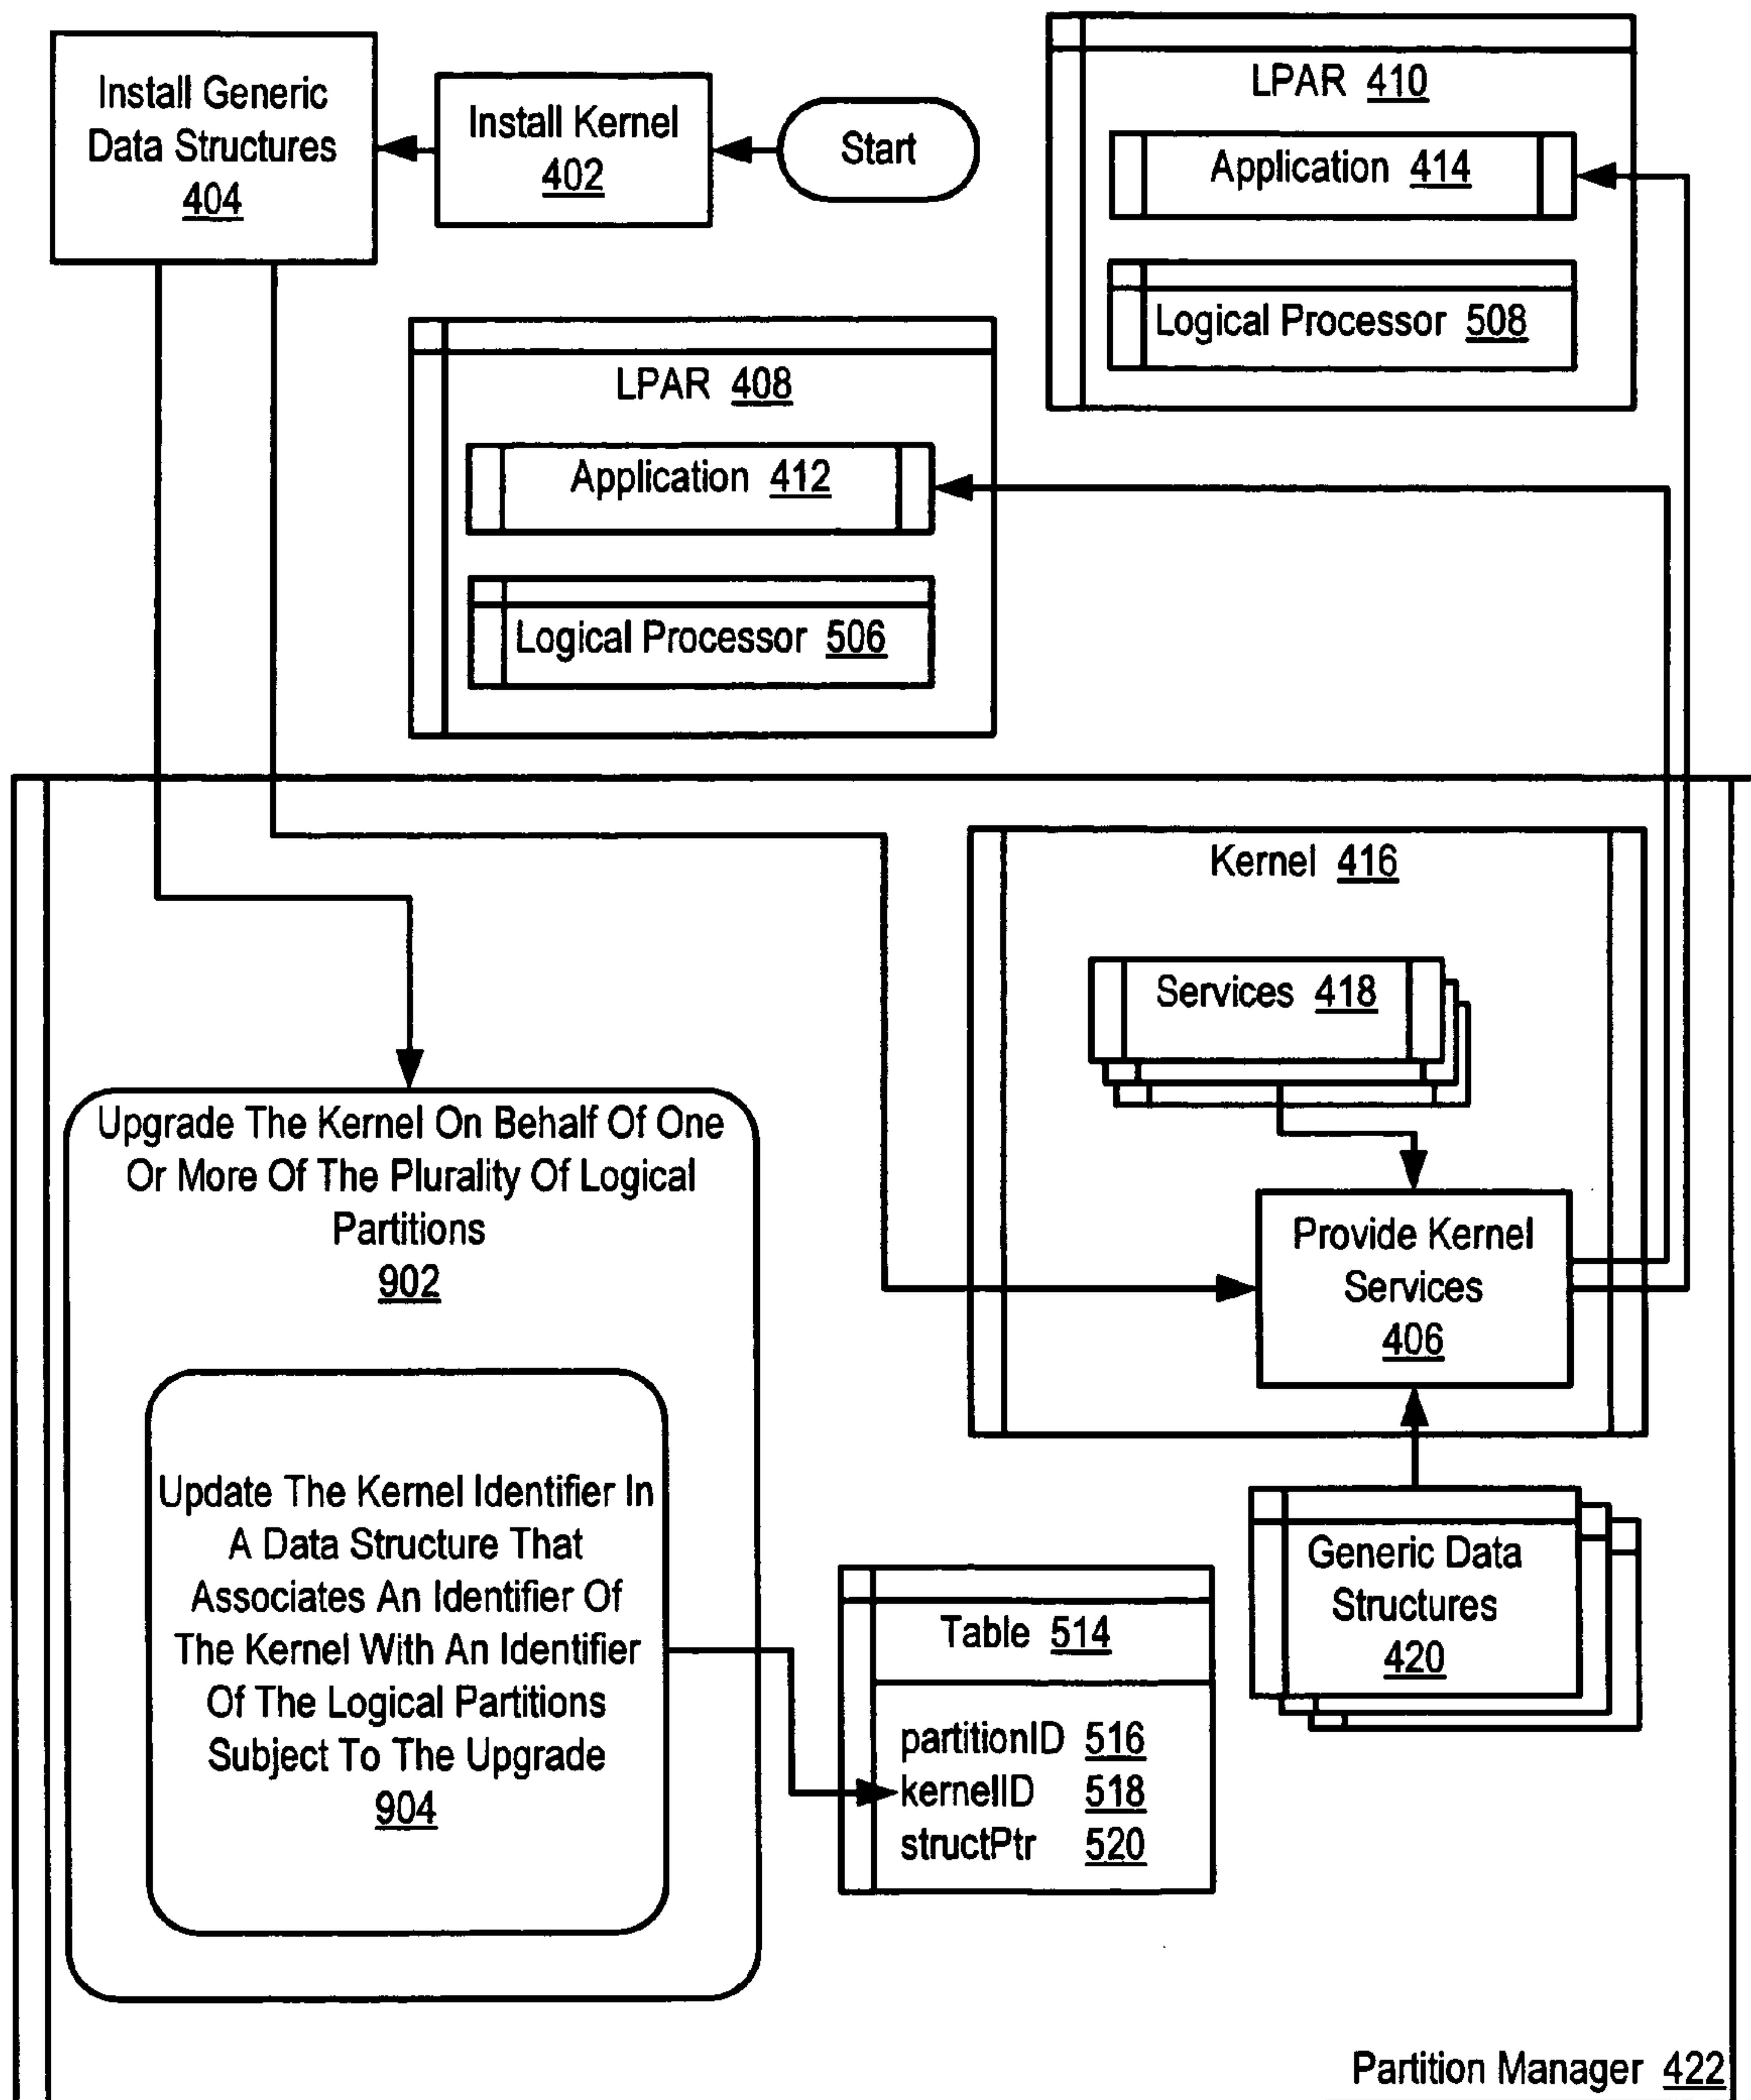 Install Generic
Data Structures
404
Install Kernel
402
Start
LPAR 410
Application 414
Logical Processor 508
LPAR 408
Application 412
Logical Processor 506
Kernel 416
Services 418
Provide Kernel
Services
406
Upgrade The Kernel On Behalf Of One
Or More Of The Plurality Of Logical
Partitions
902
Update The Kernel Identifier In
A Data Structure That
Associates An Identifier Of
The Kernel With An Identifier
Of The Logical Partitions
Subject To The Upgrade
904
Table 514
partitionID 516
kernelID 518
structPtr 520
Generic Data
Structures
420
Partition Manager 422